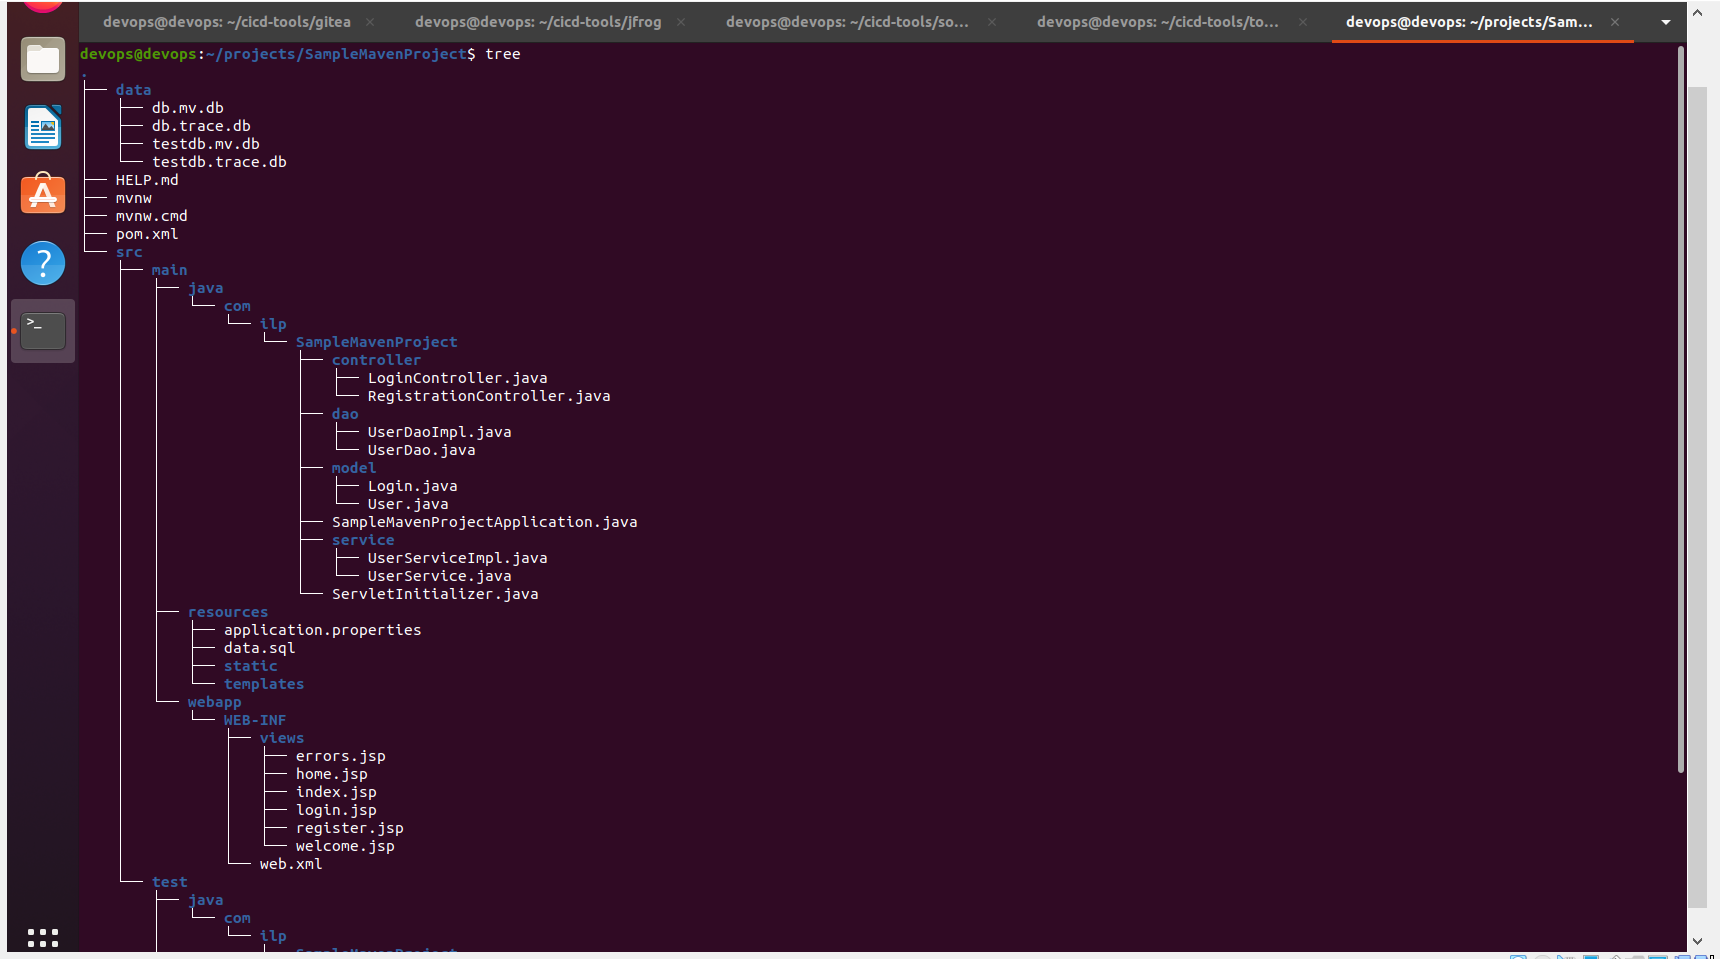 devops@devops: ~/cicd-tools/gitea × devops@devops: ~/cicd-tools/jfrog × devops@devops: ~/cicd-tools/so... × devops@devops: ~/cicd-tools/to... × devops@devops: ~/projects/Sam... ×
devops@devops:~/projects/SampleMavenProject$ tree
.
├── data
│   ├── db.mv.db
│   ├── db.trace.db
│   ├── testdb.mv.db
│   └── testdb.trace.db
├── HELP.md
├── mvnw
├── mvnw.cmd
├── pom.xml
└── src
    ├── main
    │   ├── java
    │   │   └── com
    │   │       └── ilp
    │   │           └── SampleMavenProject
    │   │               ├── controller
    │   │               │   ├── LoginController.java
    │   │               │   └── RegistrationController.java
    │   │               ├── dao
    │   │               │   ├── UserDaoImpl.java
    │   │               │   └── UserDao.java
    │   │               ├── model
    │   │               │   ├── Login.java
    │   │               │   └── User.java
    │   │               ├── SampleMavenProjectApplication.java
    │   │               ├── service
    │   │               │   ├── UserServiceImpl.java
    │   │               │   └── UserService.java
    │   │               └── ServletInitializer.java
    │   ├── resources
    │   │   ├── application.properties
    │   │   ├── data.sql
    │   │   ├── static
    │   │   └── templates
    │   └── webapp
    │       └── WEB-INF
    │           ├── views
    │           │   ├── errors.jsp
    │           │   ├── home.jsp
    │           │   ├── index.jsp
    │           │   ├── login.jsp
    │           │   ├── register.jsp
    │           │   └── welcome.jsp
    │           └── web.xml
    └── test
        ├── java
        │   └── com
        │       └── ilp
        │           └── SampleMavenProject